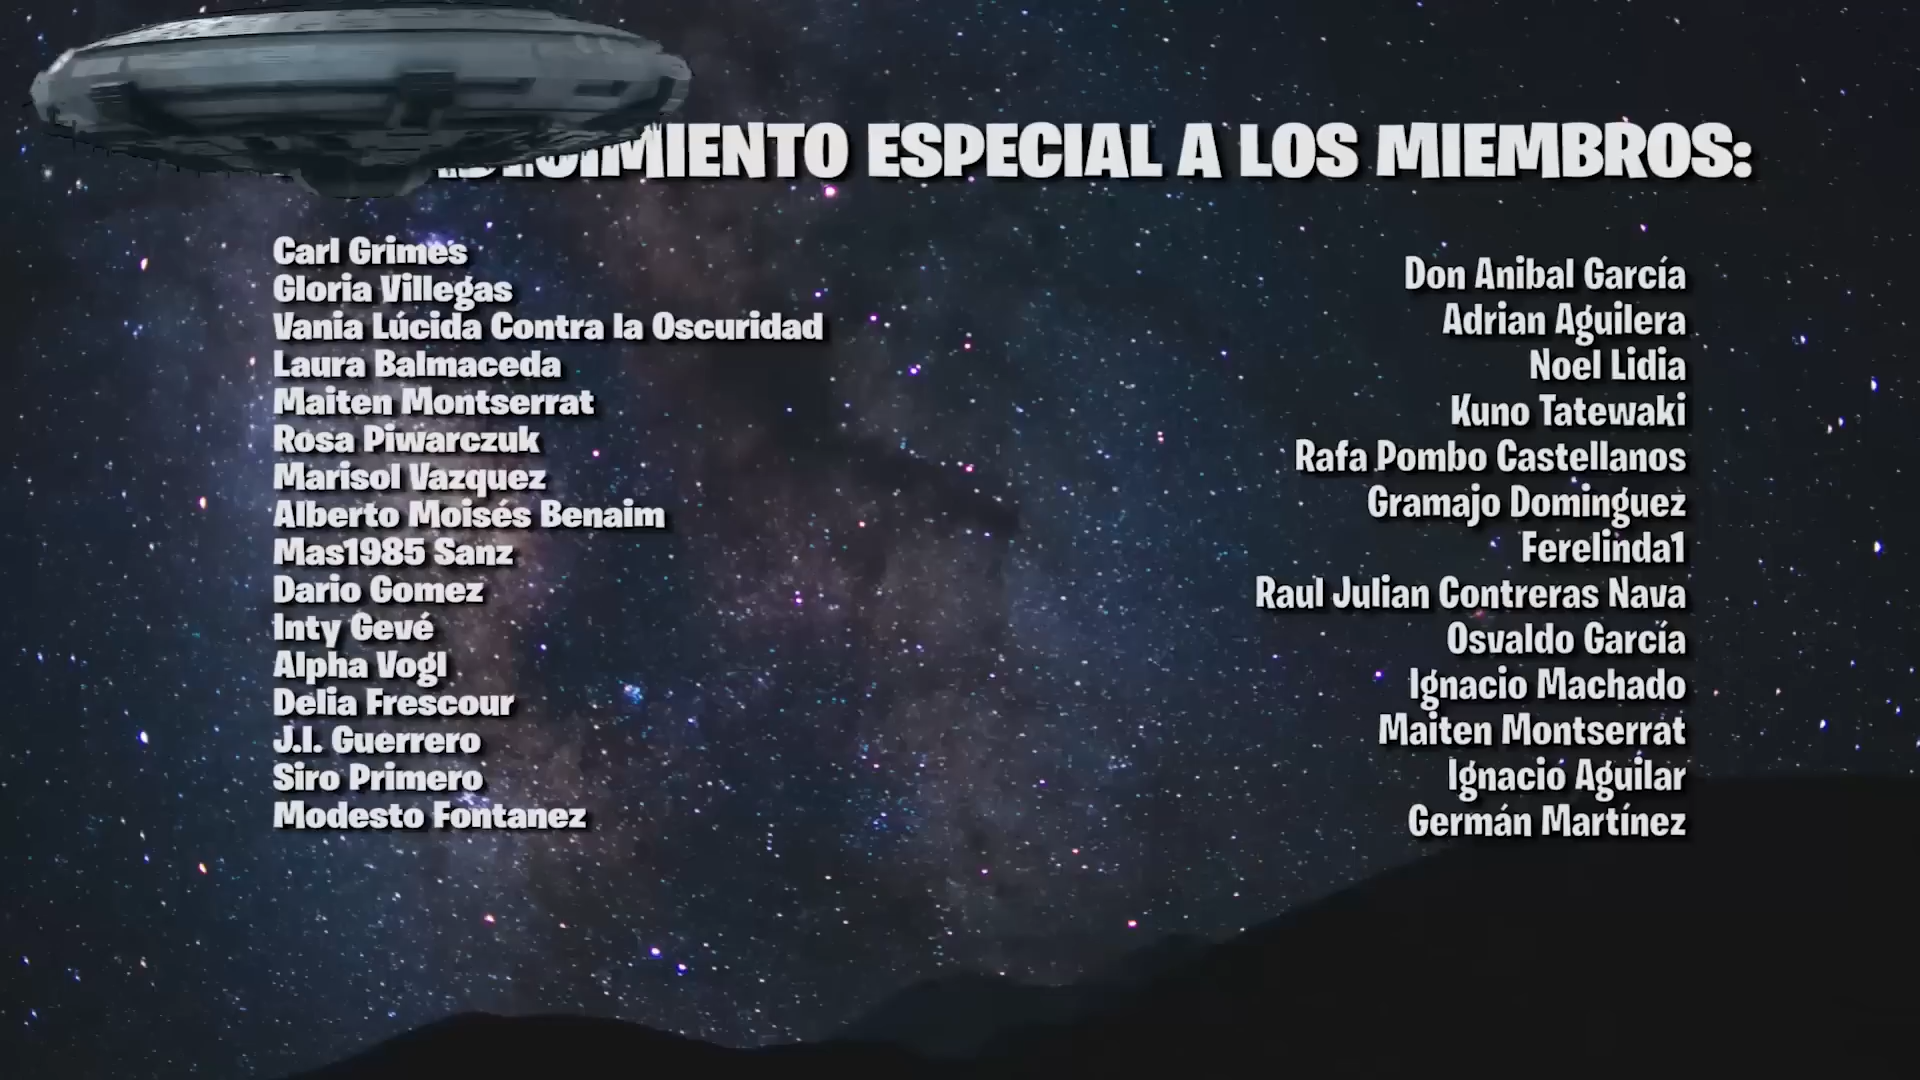 ESPECIAL A LOS MIEMBROS:
Carl Grimes
Gloria Villegas
Vania Lúcida Contra la Oscuridad
Laura Balmaceda
Maiten Montserrat
Rosa Piwarczuk
Marisol Vazquez
Alberto Moisés Benaim
Mas1985 Sanz
Dario Gomez
Inty Gevé
Alpha Vogl
Delia Frescour
J.I. Guerrero
Siro Primero
Modesto Fontanez
Don Anibal García
Adrian Aguilera
Noel Lidia
Kuno Tatewaki
Rafa Pombo Castellanos
Gramajo Dominguez
Ferelinda1
Raul Julian Contreras Nava
Osvaldo García
Ignacio Machado
Maiten Montserrat
Ignacio Aguilar
Germán Martínez